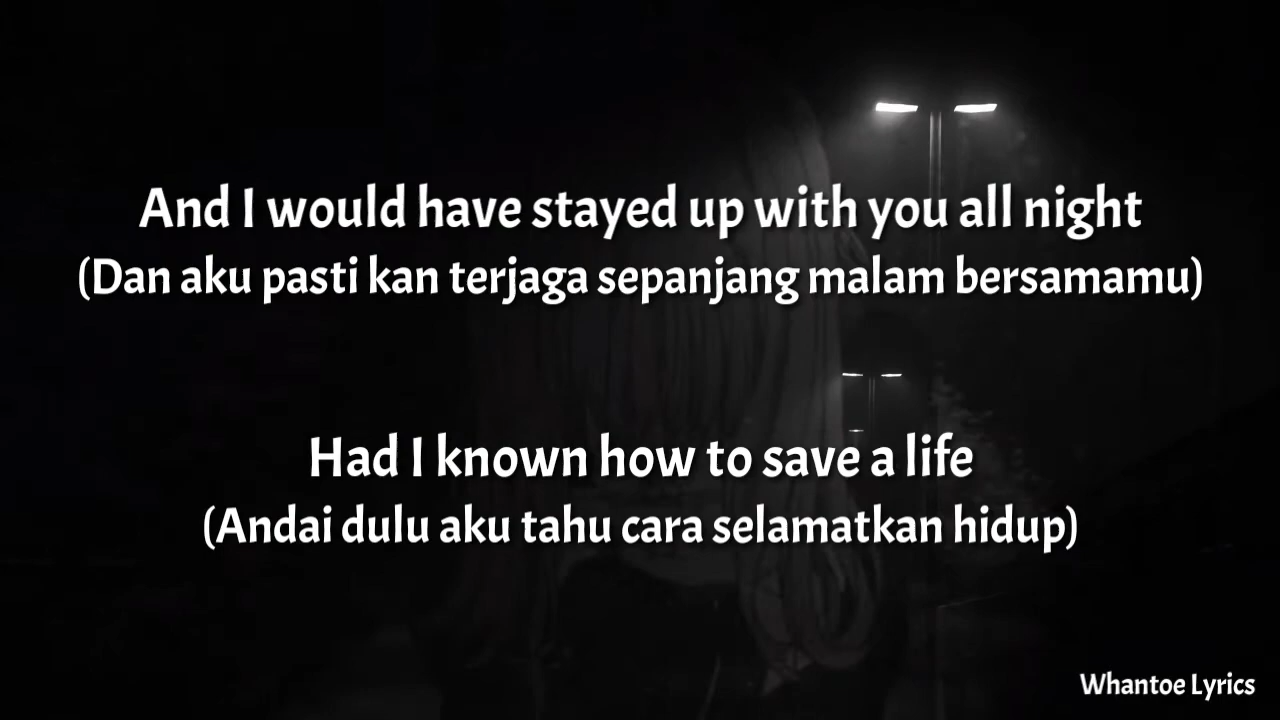 And I would have stayed up with you all night
(Dan aku pasti kan terjaga sepanjang malam bersamamu)
Had I known how to save a life
(Andai dulu aku tahu cara selamatkan hidup)
Whantoe Lyrics